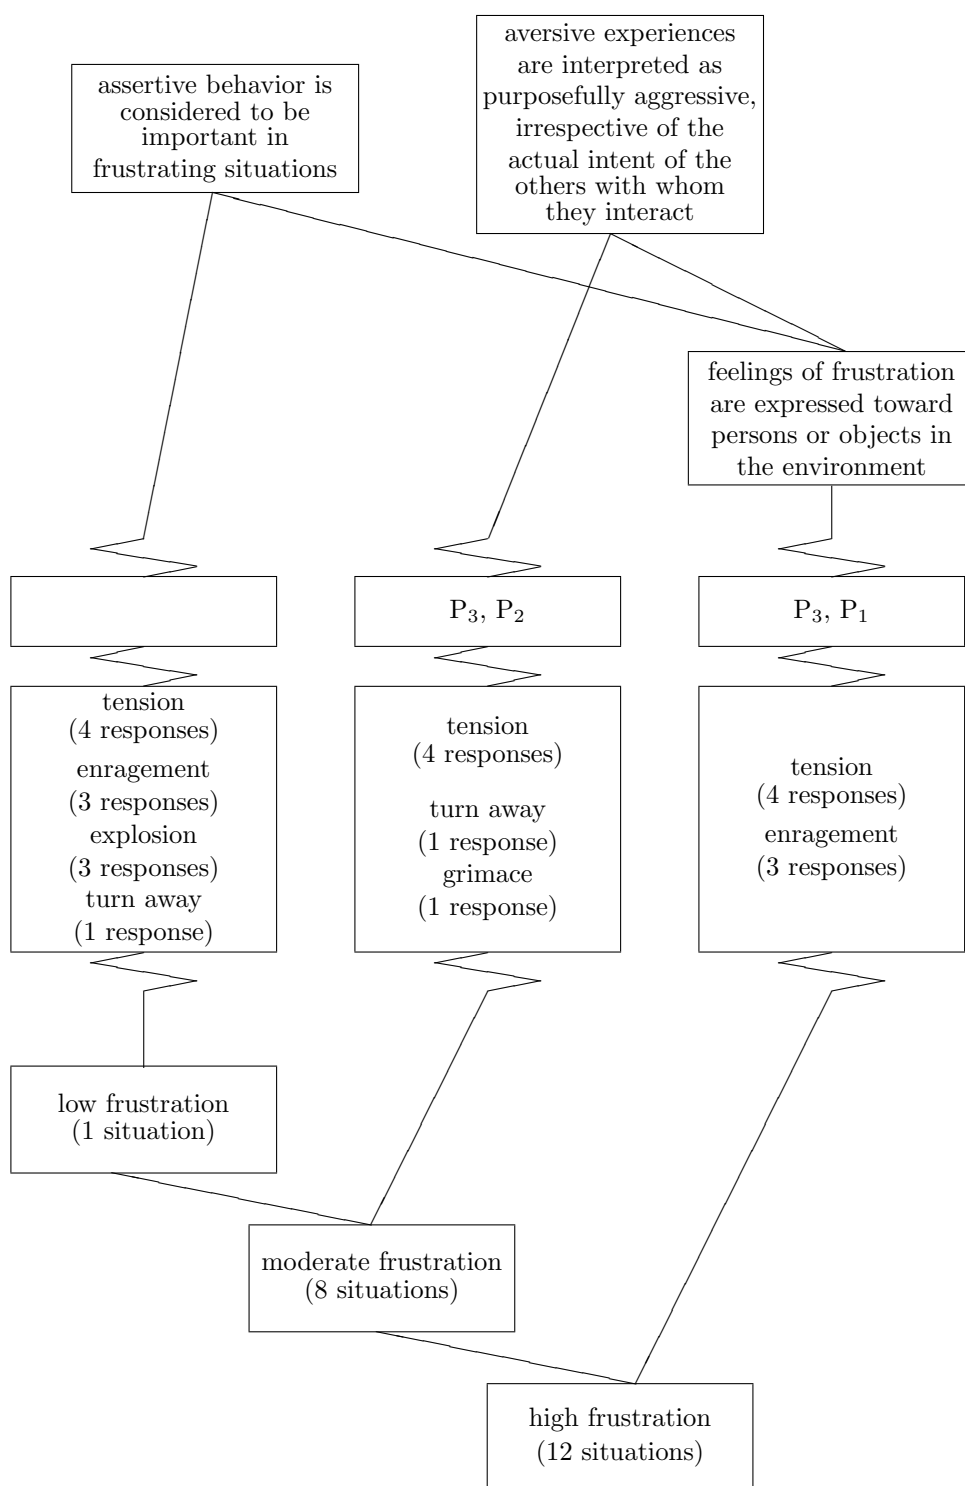 assertive behavior is
considered to be
important in
frustrating situations
aversive experiences
are interpreted as
purposefully aggressive,
irrespective of the
actual intent of the
others with whom
they interact
feelings of frustration
are expressed toward
persons or objects in
the environment
P₃, P₂
P₃, P₁
tension
(4 responses)
enragement
(3 responses)
explosion
(3 responses)
turn away
(1 response)
tension
(4 responses)
turn away
(1 response)
grimace
(1 response)
tension
(4 responses)
enragement
(3 responses)
low frustration
(1 situation)
moderate frustration
(8 situations)
high frustration
(12 situations)